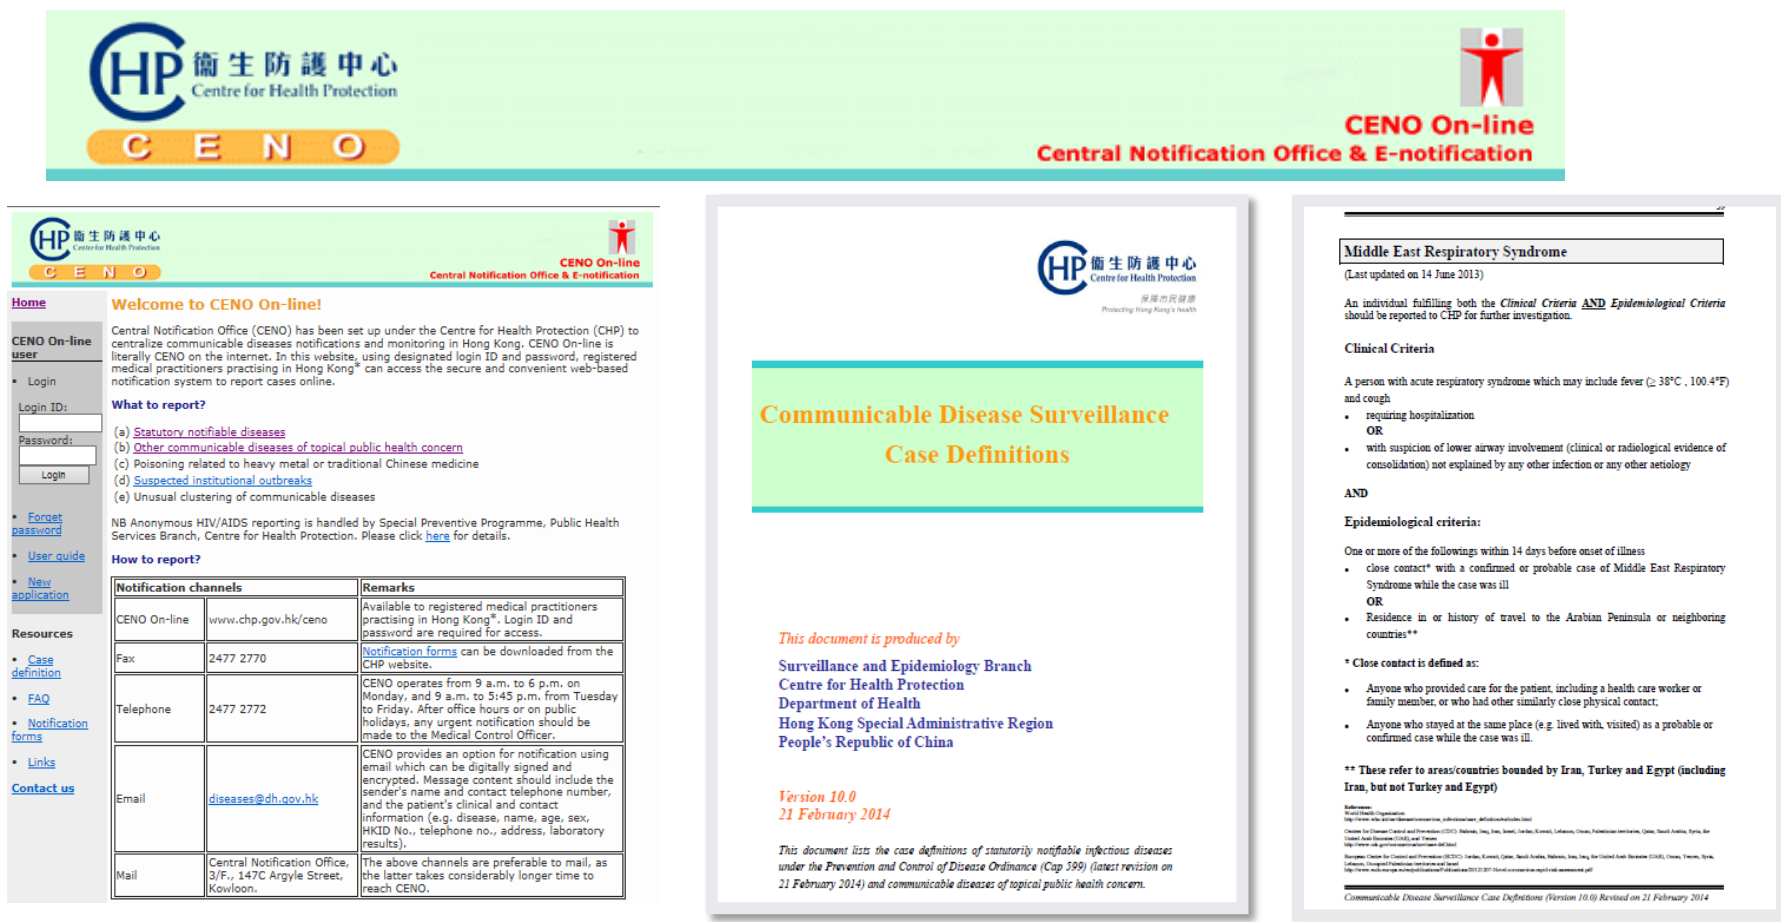 CHP 衞生防護中心
Centre for Health Protection
CENO
CENO On-line
Central Notification Office & E-notification
CHP 衞生防護中心
Centre for Health Protection
CENO
CENO On-line
Central Notification Office & E-notification
Home
CENO On-line
user
• Login
Login ID:
Password:
Login
• Forget
password
• User guide
• New
application
Resources
• Case
definition
• FAQ
• Notification
forms
• Links
Contact us
Welcome to CENO On-line!
Central Notification Office (CENO) has been set up under the Centre for Health Protection (CHP) to
centralize communicable diseases notifications and monitoring in Hong Kong. CENO On-line is
literally CENO on the internet. In this website, using designated login ID and password, registered
medical practitioners practising in Hong Kong* can access the secure and convenient web-based
notification system to report cases online.
What to report?
(a) Statutory notifiable diseases
(b) Other communicable diseases of topical public health concern
(c) Poisoning related to heavy metal or traditional Chinese medicine
(d) Suspected institutional outbreaks
(e) Unusual clustering of communicable diseases
NB Anonymous HIV/AIDS reporting is handled by Special Preventive Programme, Public Health
Services Branch, Centre for Health Protection. Please click here for details.
How to report?
Notification channels Remarks
CENO On-line www.chp.gov.hk/ceno Available to registered medical practitioners
practising in Hong Kong*. Login ID and
password are required for access.
Fax 2477 2770 Notification forms can be downloaded from the
CHP website.
Telephone 2477 2772 CENO operates from 9 a.m. to 6 p.m. on
Monday, and 9 a.m. to 5:45 p.m. from Tuesday
to Friday. After office hours or on public
holidays, any urgent notification should be
made to the Medical Control Officer.
Email diseases@dh.gov.hk CENO provides an option for notification using
email which can be digitally signed and
encrypted. Message content should include the
sender's name and contact telephone number,
and the patient's clinical and contact
information (e.g. disease, name, age, sex,
HKID No., telephone no., address, laboratory
results).
Mail Central Notification Office,
3/F., 147C Argyle Street,
Kowloon. The above channels are preferable to mail, as
the latter takes considerably longer time to
reach CENO.
CHP 衞生防護中心
Centre for Health Protection
保障市民健康
Protecting Hong Kong's health
Communicable Disease Surveillance
Case Definitions
This document is produced by
Surveillance and Epidemiology Branch
Centre for Health Protection
Department of Health
Hong Kong Special Administrative Region
People's Republic of China
Version 10.0
21 February 2014
This document lists the case definitions of statutorily notifiable infectious diseases
under the Prevention and Control of Disease Ordinance (Cap 599) (latest revision on
21 February 2014) and communicable diseases of topical public health concern.
Middle East Respiratory Syndrome
(Last updated on 14 June 2013)
An individual fulfilling both the Clinical Criteria AND Epidemiological Criteria
should be reported to CHP for further investigation.
Clinical Criteria
A person with acute respiratory syndrome which may include fever (≥ 38°C , 100.4°F)
and cough
• requiring hospitalization
OR
• with suspicion of lower airway involvement (clinical or radiological evidence of
consolidation) not explained by any other infection or any other aetiology
AND
Epidemiological criteria:
One or more of the followings within 14 days before onset of illness
• close contact* with a confirmed or probable case of Middle East Respiratory
Syndrome while the case was ill
OR
• Residence in or history of travel to the Arabian Peninsula or neighboring
countries**
* Close contact is defined as:
• Anyone who provided care for the patient, including a health care worker or
family member, or who had other similarly close physical contact;
• Anyone who stayed at the same place (e.g. lived with, visited) as a probable or
confirmed case while the case was ill.
** These refer to areas/countries bounded by Iran, Turkey and Egypt (including
Iran, but not Turkey and Egypt)
References:
World Health Organization:
Communicable Disease Surveillance Case Definitions (Version 10.0) Revised on 21 February 2014